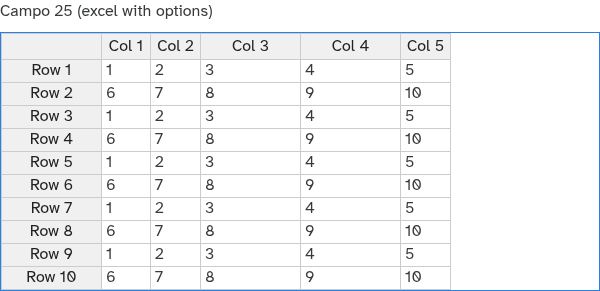 Campo 25 (excel with options)
Col 1 Col 2 Col 3 Col 4 Col 5
Row 1 1 2 3 4 5
Row 2 6 7 8 9 10
Row 3 1 2 3 4 5
Row 4 6 7 8 9 10
Row 5 1 2 3 4 5
Row 6 6 7 8 9 10
Row 7 1 2 3 4 5
Row 8 6 7 8 9 10
Row 9 1 2 3 4 5
Row 10 6 7 8 9 10